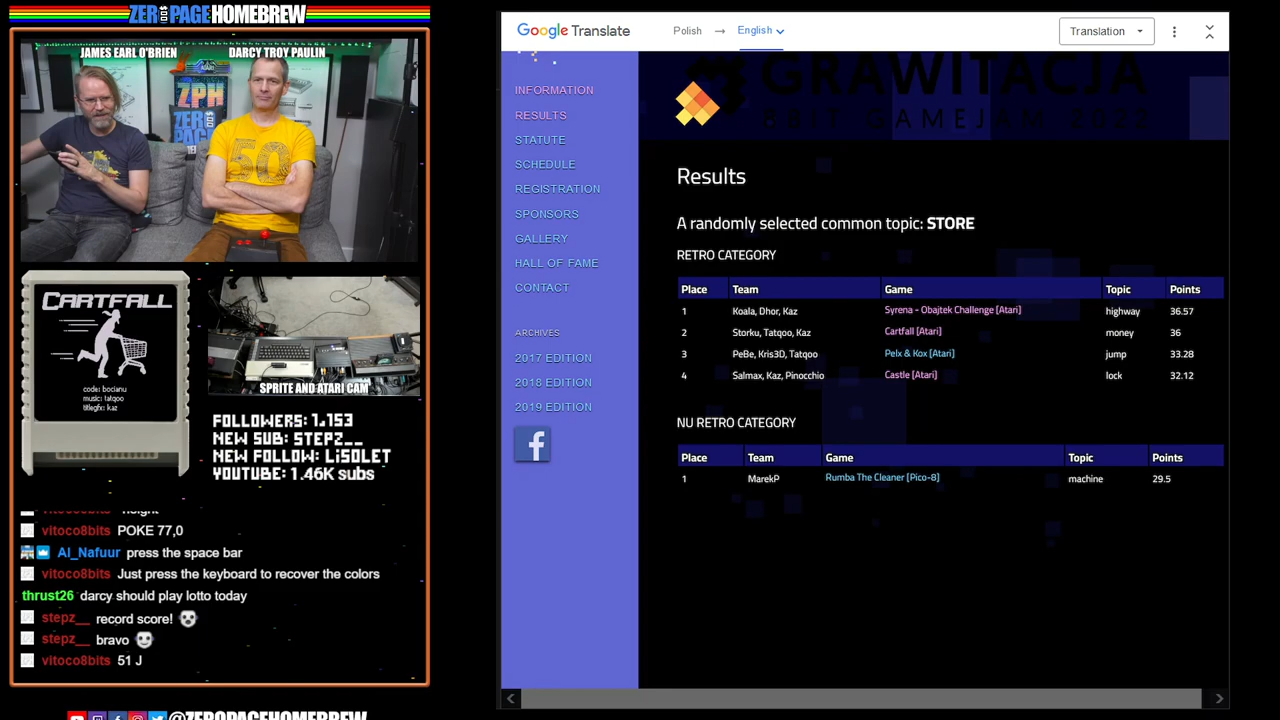 ZEROPAGEHOMEBREW
JAMES EARL O'BRIEN
DARCY TROY PAULIN
ZPH
CARTFALL
code: bocianu
music: tatqoo
titlegfx: kaz
SPRITE AND ATARI CAM
FOLLOWERS: 1,153
NEW SUB: STEPZ__
NEW FOLLOW: LISOLET
YOUTUBE: 1.46K subs
vitoco8bits POKE 77,0
Al_Nafuur press the space bar
vitoco8bits Just press the keyboard to recover the colors
thrust26 darcy should play lotto today
stepz__ record score!
stepz__ bravo
vitoco8bits 51 J
@ZEROPAGEHOMEBREW
Google Translate
Polish → English
Translation
INFORMATION
RESULTS
STATUTE
SCHEDULE
REGISTRATION
SPONSORS
GALLERY
HALL OF FAME
CONTACT
ARCHIVES
2017 EDITION
2018 EDITION
2019 EDITION
GRAWITACJA
8BIT GAMEJAM 2022
Results
A randomly selected common topic: STORE
RETRO CATEGORY
Place Team Game Topic Points
1 Koala, Dhor, Kaz Syrena - Obajtek Challenge [Atari] highway 36.57
2 Storku, Tatqoo, Kaz Cartfall [Atari] money 36
3 PeBe, Kris3D, Tatqoo Pelx & Kox [Atari] jump 33.28
4 Salmax, Kaz, Pinocchio Castle [Atari] lock 32.12
NU RETRO CATEGORY
Place Team Game Topic Points
1 MarekP Rumba The Cleaner [Pico-8] machine 29.5